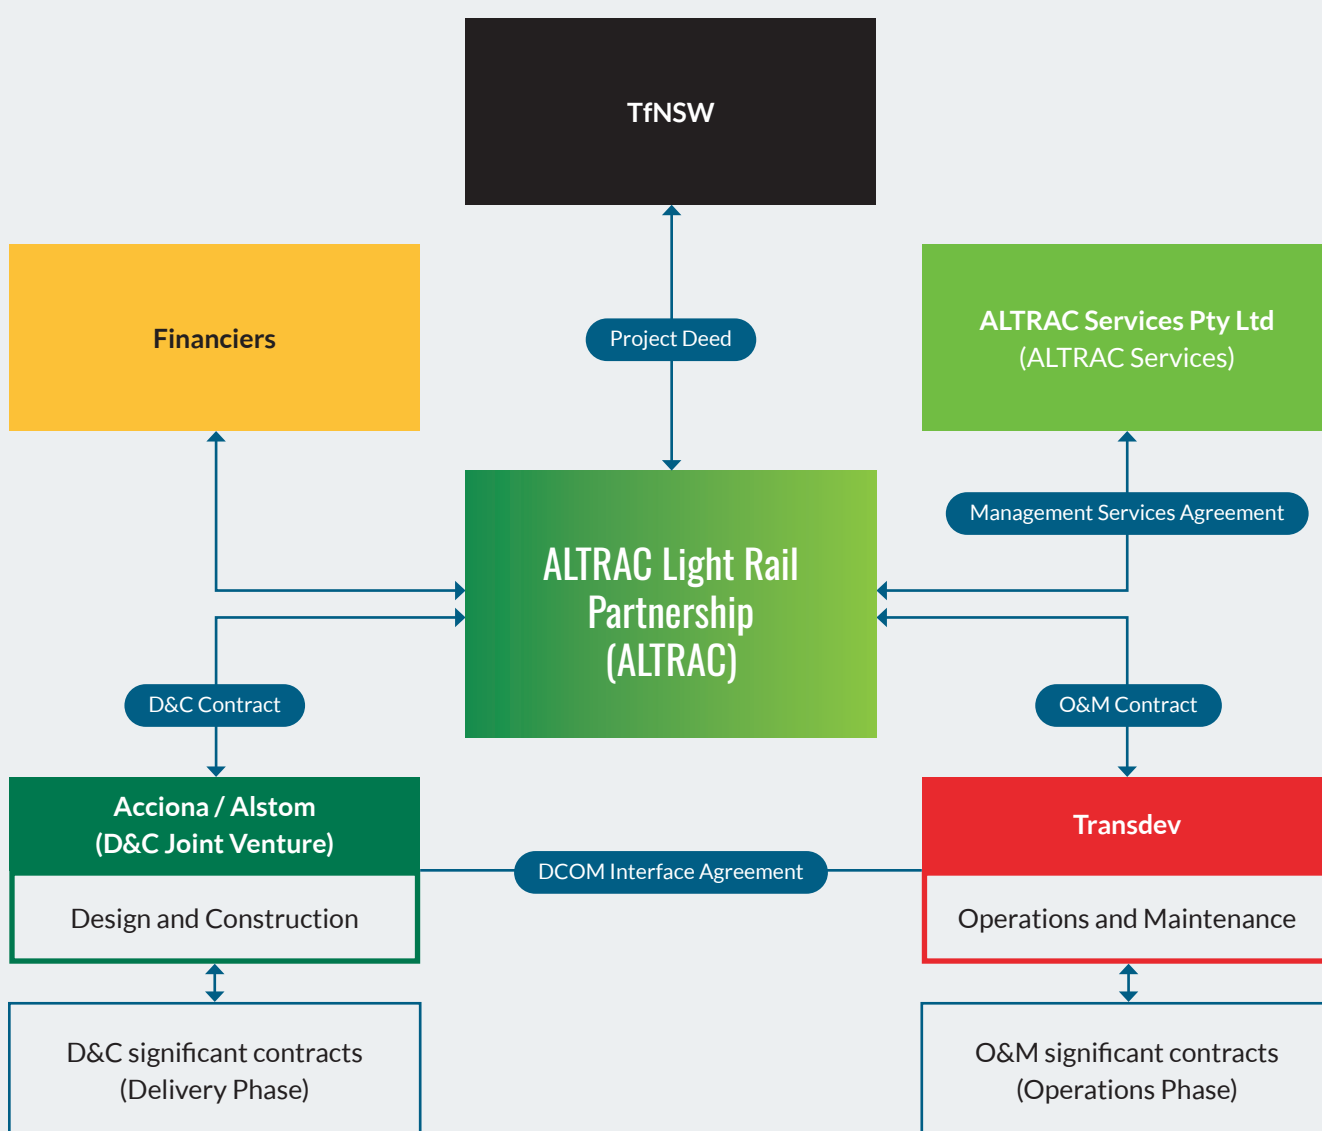 TfNSW
Financiers
Project Deed
ALTRAC Services Pty Ltd
(ALTRAC Services)
Management Services Agreement
ALTRAC Light Rail
Partnership
(ALTRAC)
D&C Contract
O&M Contract
Acciona / Alstom
(D&C Joint Venture)
Transdev
DCOM Interface Agreement
Design and Construction
Operations and Maintenance
D&C significant contracts
(Delivery Phase)
O&M significant contracts
(Operations Phase)